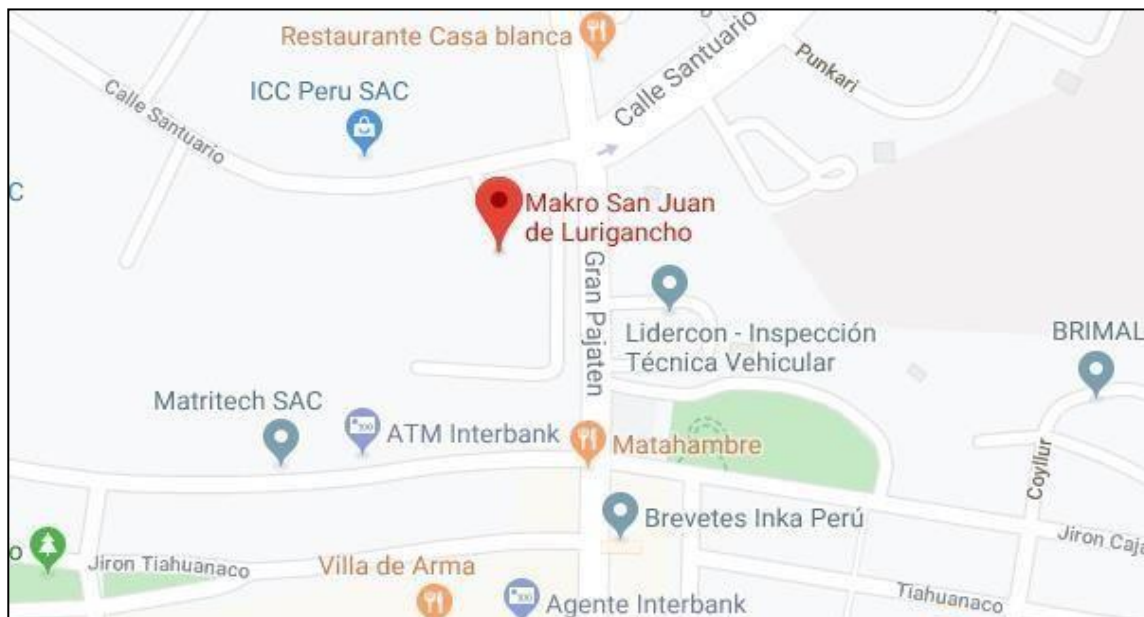 Restaurante Casa blanca
Calle Santuario
Punkari
ICC Peru SAC
Calle Santuario
C
Makro San Juan
de Lurigancho
Gran Pajaten
Lidercon - Inspección
Técnica Vehicular
BRIMAL
Matritech SAC
ATM Interbank
Matahambre
Coyllur
Brevetes Inka Perú
Jiron Caja
o
Jiron Tiahuanaco
Villa de Arma
Tiahuanaco
Agente Interbank